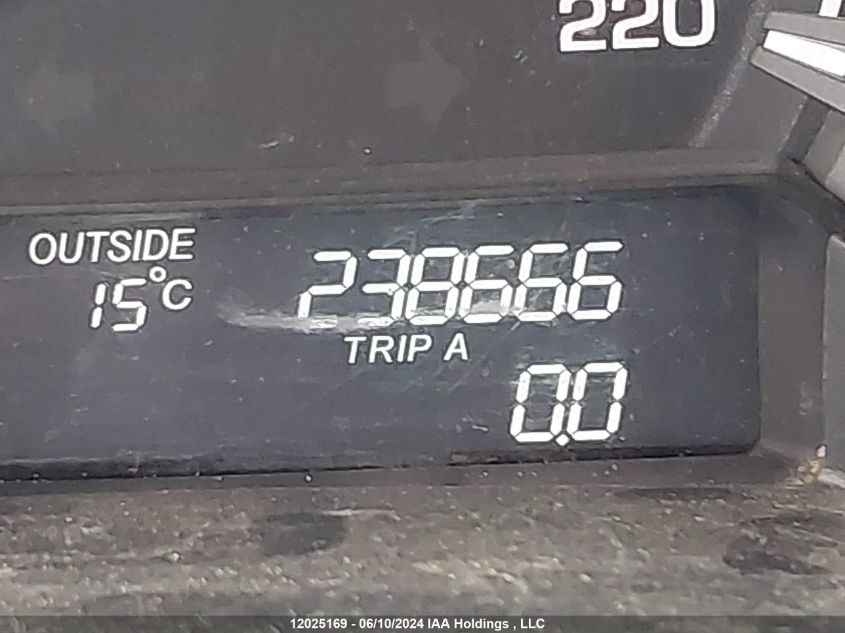 220
OUTSIDE
15°C
238666
TRIP A
0.0
12025169 - 06/10/2024 IAA Holdings , LLC